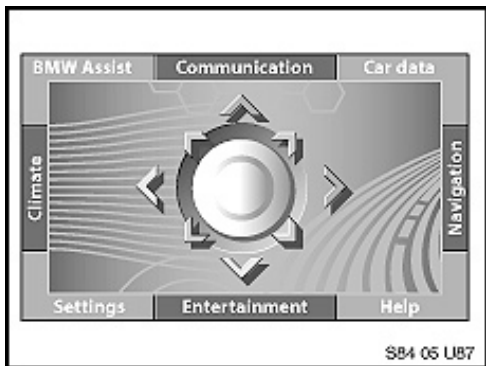 BMW Assist Communication Car data
Climate
Navigation
Settings Entertainment Help
S84 05 U87